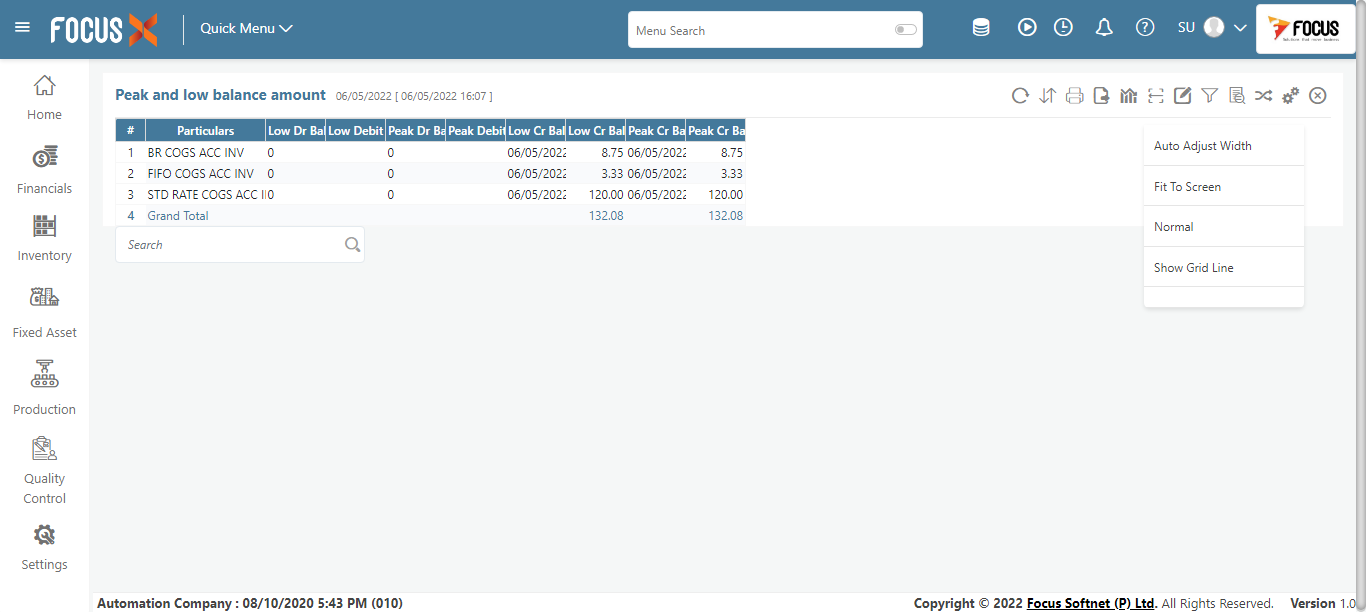 FOCUS X
Quick Menu
Menu Search
SU
FOCUS
Peak and low balance amount 06/05/2022 [ 06/05/2022 16:07 ]
# Particulars Low Dr Bal Low Debit Peak Dr Ba Peak Debit Low Cr Bal Low Cr Bal Peak Cr Ba Peak Cr Ba
1 BR COGS ACC INV 0 0 06/05/2022 8.75 06/05/2022 8.75
2 FIFO COGS ACC INV 0 0 06/05/2022 3.33 06/05/2022 3.33
3 STD RATE COGS ACC I 0 0 06/05/2022 120.00 06/05/2022 120.00
4 Grand Total 132.08 132.08
Search
Auto Adjust Width
Fit To Screen
Normal
Show Grid Line
Home
Financials
Inventory
Fixed Asset
Production
Quality
Control
Settings
Automation Company : 08/10/2020 5:43 PM (010)
Copyright © 2022 Focus Softnet (P) Ltd. All Rights Reserved. Version 1.0